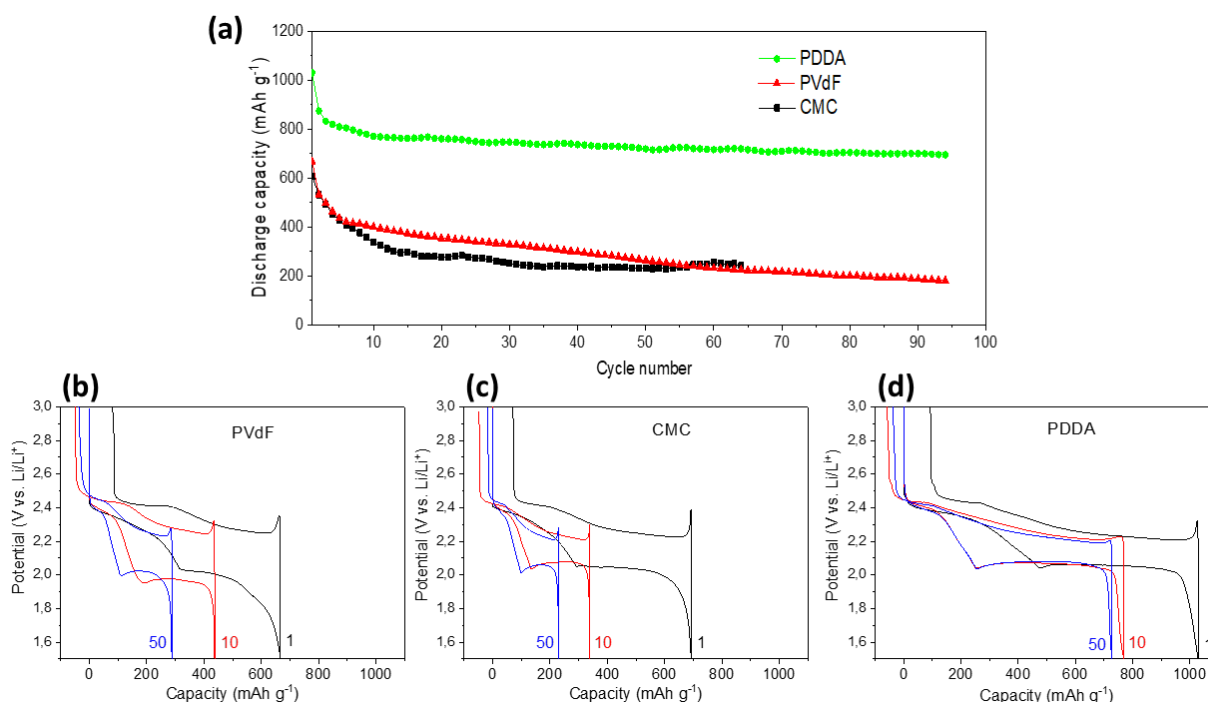 (a)
1200
1000
800
600
400
200
0
Discharge capacity (mAh g⁻¹)
PDDA
PVdF
CMC
10 20 30 40 50 60 70 80 90 100
Cycle number
(b)
3,0
2,8
2,6
2,4
2,2
2,0
1,8
1,6
Potential (V vs. Li/Li⁺)
PVdF
50 10 1
0 200 400 600 800 1000
Capacity (mAh g⁻¹)
(c)
3,0
2,8
2,6
2,4
2,2
2,0
1,8
1,6
Potential (V vs. Li/Li⁺)
CMC
50 10 1
0 200 400 600 800 1000
Capacity (mAh g⁻¹)
(d)
3,0
2,8
2,6
2,4
2,2
2,0
1,8
1,6
Potential (V vs. Li/Li⁺)
PDDA
50 10 1
0 200 400 600 800 1000
Capacity (mAh g⁻¹)